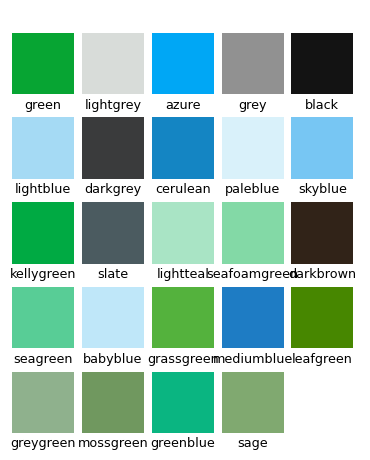 green lightgrey azure grey black
lightblue darkgrey cerulean paleblue skyblue
kellygreen slate lightteal seafoamgreen darkbrown
seagreen babyblue grassgreen mediumblue leafgreen
greygreen mossgreen greenblue sage